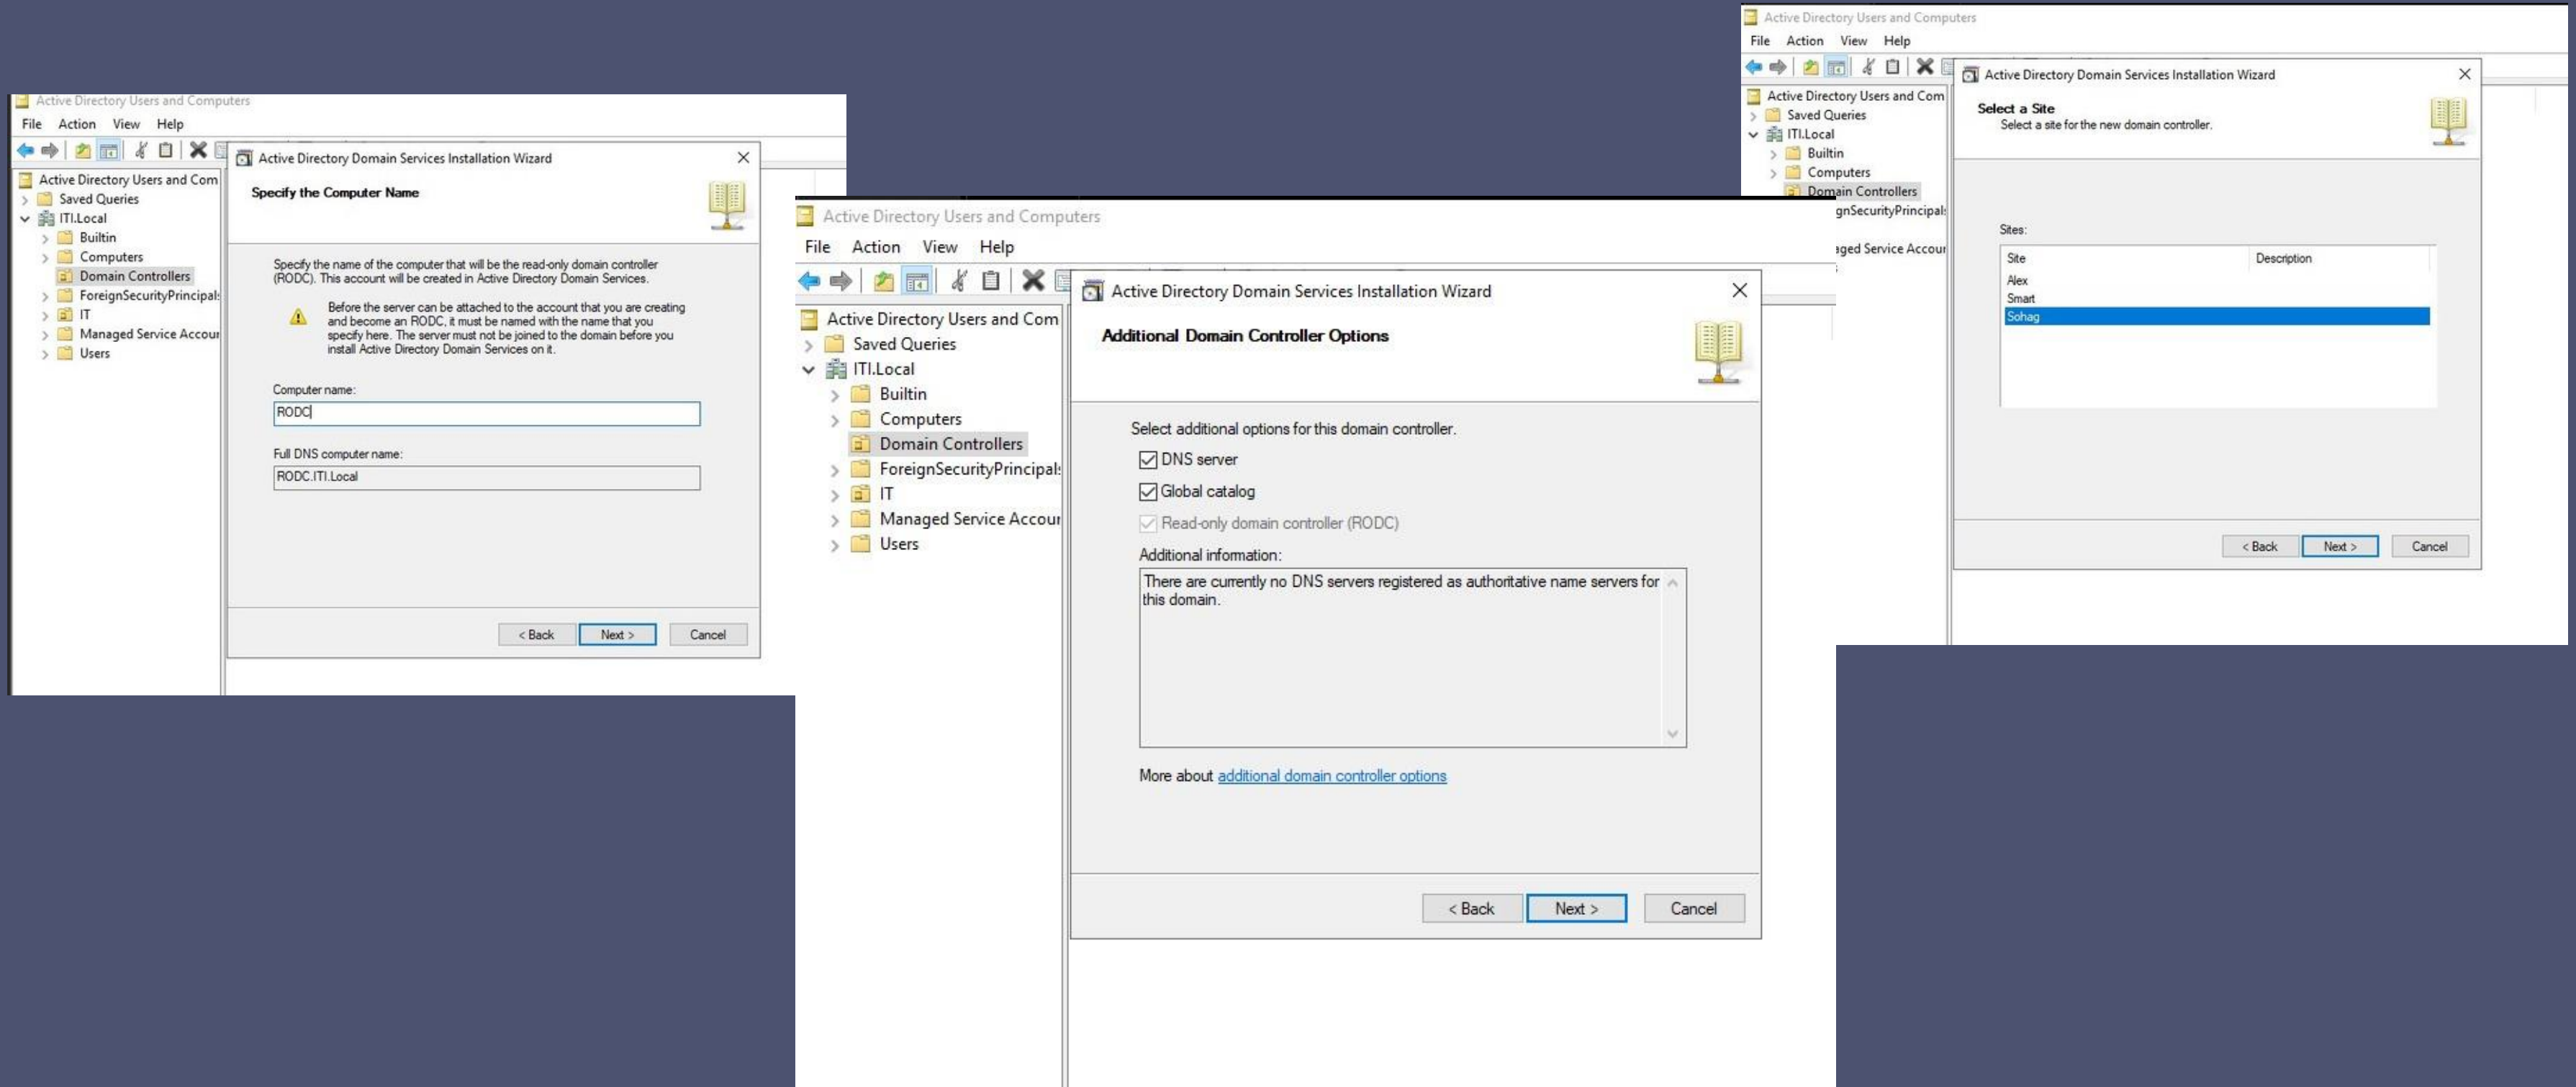 Active Directory Users and Computers
File Action View Help
Active Directory Users and Com
Saved Queries
ITI.Local
Builtin
Computers
Domain Controllers
ForeignSecurityPrincipals
IT
Managed Service Accour
Users
Active Directory Domain Services Installation Wizard
Specify the Computer Name
Specify the name of the computer that will be the read-only domain controller
(RODC). This account will be created in Active Directory Domain Services.
Before the server can be attached to the account that you are creating
and become an RODC, it must be named with the name that you
specify here. The server must not be joined to the domain before you
install Active Directory Domain Services on it.
Computer name:
RODC
Full DNS computer name:
RODC.ITI.Local
< Back Next > Cancel
Active Directory Users and Computers
File Action View Help
Active Directory Users and Com
Saved Queries
ITI.Local
Builtin
Computers
Domain Controllers
ForeignSecurityPrincipals
IT
Managed Service Accour
Users
Active Directory Domain Services Installation Wizard
Additional Domain Controller Options
Select additional options for this domain controller.
DNS server
Global catalog
Read-only domain controller (RODC)
Additional information:
There are currently no DNS servers registered as authoritative name servers for
this domain.
More about additional domain controller options
< Back Next > Cancel
Active Directory Users and Computers
File Action View Help
Active Directory Users and Com
Saved Queries
ITI.Local
Builtin
Computers
Domain Controllers
gnSecurityPrincipals
aged Service Accour
Active Directory Domain Services Installation Wizard
Select a Site
Select a site for the new domain controller.
Sites:
Site Description
Alex
Smart
Sohag
< Back Next > Cancel